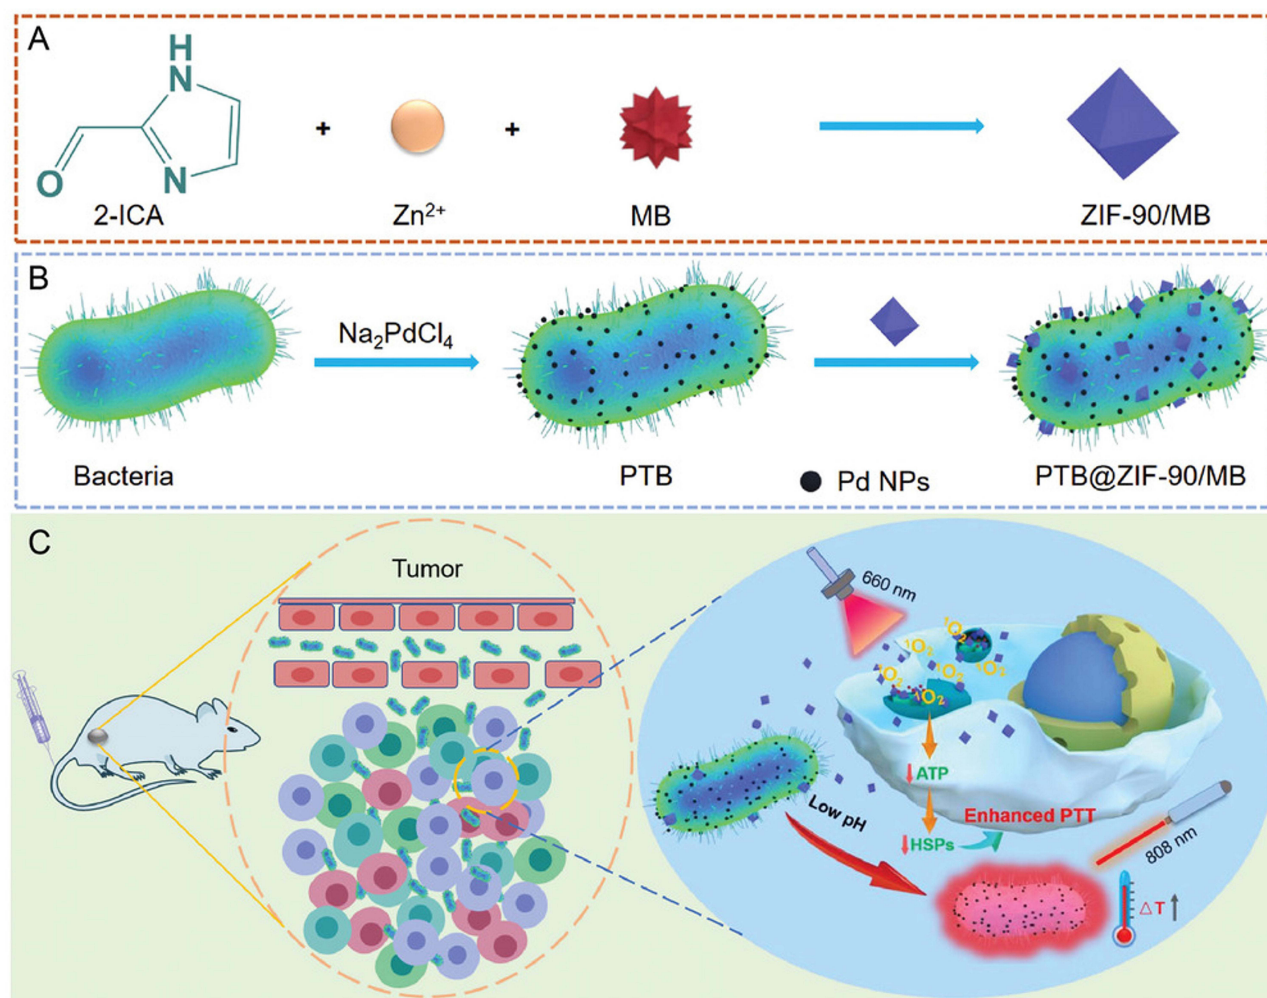 A
H
N
N
O
+
+
2-ICA
Zn²⁺
MB
ZIF-90/MB
B
Na₂PdCl₄
Bacteria
PTB
Pd NPs
PTB@ZIF-90/MB
C
Tumor
660 nm
¹O₂
¹O₂
¹O₂
¹O₂
¹O₂
¹O₂
ATP
Low pH
Enhanced PTT
HSPs
808 nm
△T